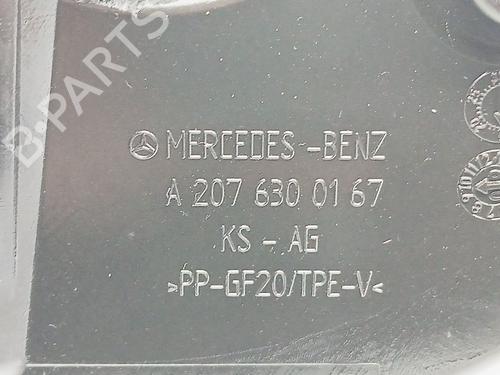 B-PARTS
MERCEDES-BENZ
A 207 630 01 67
KS - AG
>PP-GF20/TPE-V<